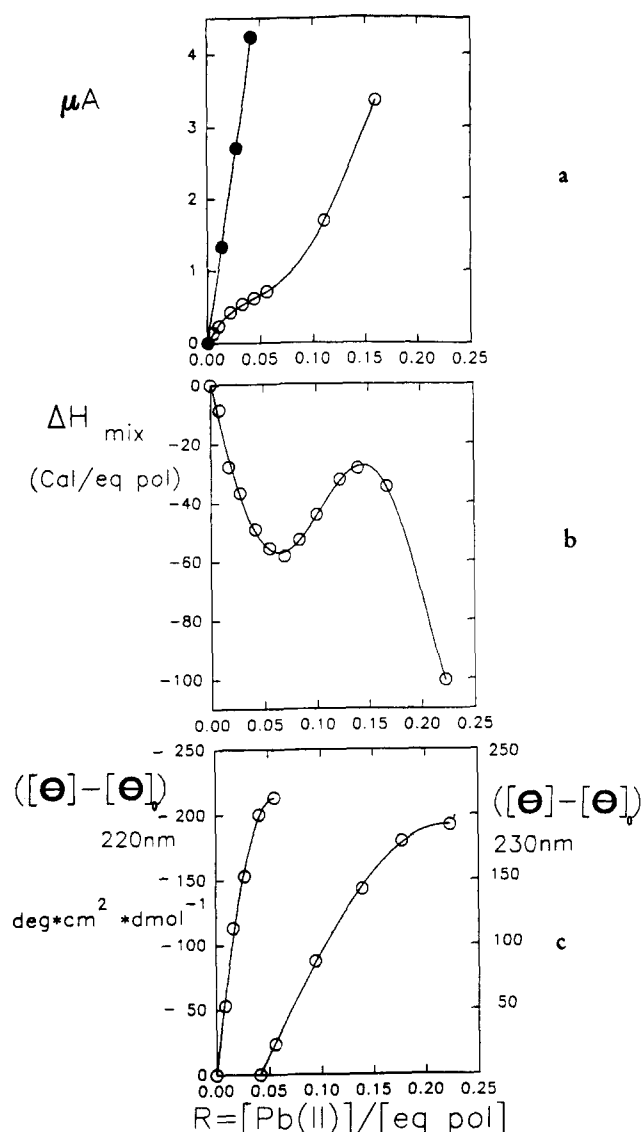 4
3
μA
2
a
1
0
0.00 0.05 0.10 0.15 0.20 0.25
0
ΔH mix
-20
(Cal/eq pol)
-40
b
-60
-80
-100
0.00 0.05 0.10 0.15 0.20 0.25
- 250
250
([Θ]-[Θ]₀)
([Θ]-[Θ]₀)
- 200
220nm
230nm
- 150
150
deg*cm² *dmol⁻¹
- 100
100
c
- 50
50
0
0.00 0.05 0.10 0.15 0.20 0.25
R=[Pb(II)]/[eq pol]